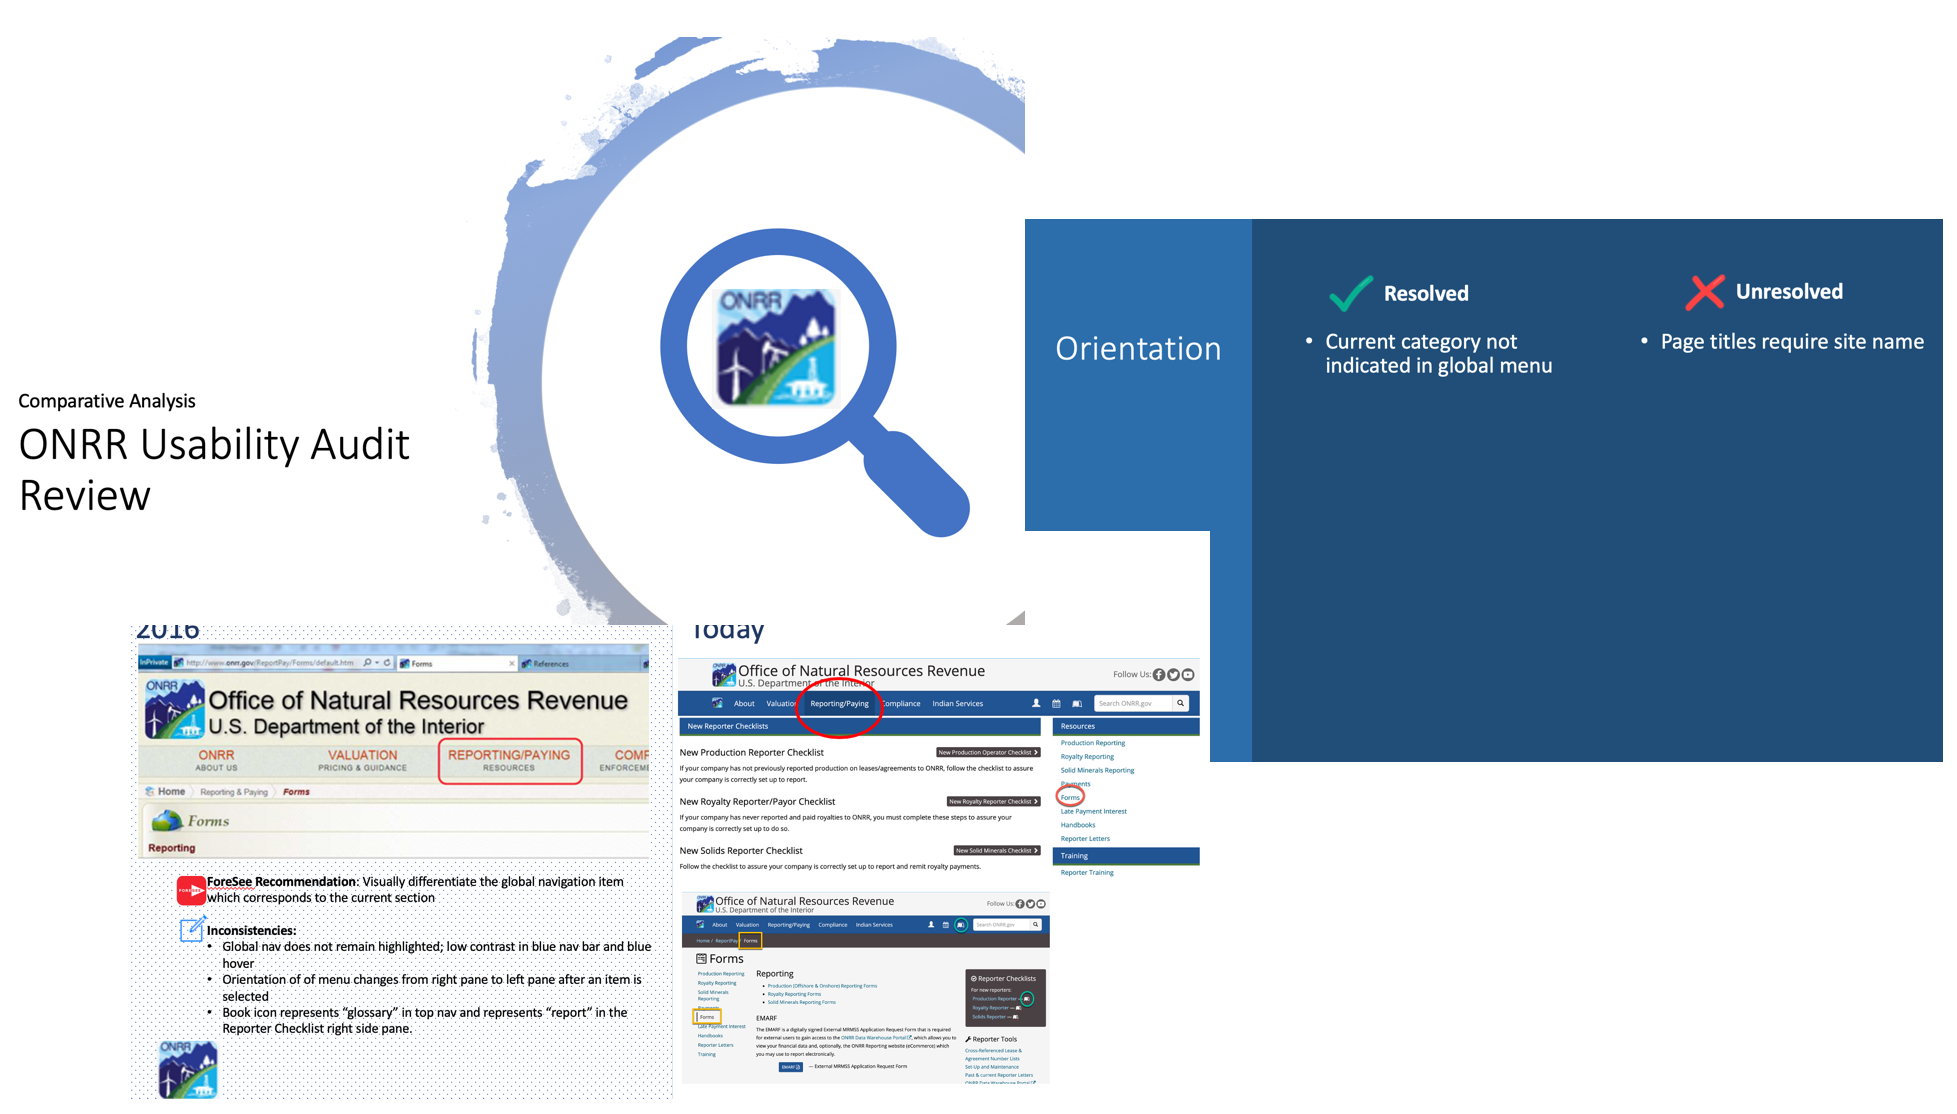 Comparative Analysis
ONRR Usability Audit
Review
ONRR
Orientation
Resolved
• Current category not
indicated in global menu
Unresolved
• Page titles require site name
2016
InPrivate http://www.onrr.gov/ReportPay/Forms/default.htm Forms × References
ONRR
Office of Natural Resources Revenue
U.S. Department of the Interior
ONRR VALUATION REPORTING/PAYING COMP
ABOUT US PRICING & GUIDANCE RESOURCES ENFORCEME
Home Reporting & Paying Forms
Forms
Reporting
ForeSee Recommendation: Visually differentiate the global navigation item
which corresponds to the current section
Inconsistencies:
• Global nav does not remain highlighted; low contrast in blue nav bar and blue
hover
• Orientation of of menu changes from right pane to left pane after an item is
selected
• Book icon represents “glossary” in top nav and represents “report” in the
Reporter Checklist right side pane.
ONRR
Today
Office of Natural Resources Revenue
U.S. Department of the Interior
Follow Us:
About Valuation Reporting/Paying Compliance Indian Services Search ONRR.gov
New Reporter Checklists
New Production Reporter Checklist
New Production Operator Checklist
If your company has not previously reported production on leases/agreements to ONRR, follow the checklist to assure
your company is correctly set up to report.
New Royalty Reporter/Payor Checklist
New Royalty Reporter Checklist
If your company has never reported and paid royalties to ONRR, you must complete these steps to assure your
company is correctly set up to do so.
New Solids Reporter Checklist
New Solid Minerals Checklist
Follow the checklist to assure your company is correctly set up to report and remit royalty payments.
Resources
Production Reporting
Royalty Reporting
Solid Minerals Reporting
Payments
Forms
Late Payment Interest
Handbooks
Reporter Letters
Training
Reporter Training
Office of Natural Resources Revenue
U.S. Department of the Interior
Follow Us:
About Valuation Reporting/Paying Compliance Indian Services Search ONRR.gov
Home / ReportPay Forms
Forms
Production Reporting
Royalty Reporting
Solid Minerals
Reporting
Payments
Forms
Late Payment Interest
Handbooks
Reporter Letters
Training
Reporting
• Production (Offshore & Onshore) Reporting Forms
• Royalty Reporting Forms
• Solid Minerals Reporting Forms
EMARF
The EMARF is a digitally signed External MRMSS Application Request Form that is required
for external users to gain access to the ONRR Data Warehouse Portal, which allows you to
view your financial data and, optionally, the ONRR Reporting website (eCommerce) which
you may use to report electronically.
EMARF — External MRMSS Application Request Form
Reporter Checklists
For new reporters:
Production Reporter —
Royalty Reporter —
Solids Reporter —
Reporter Tools
Cross-Referenced Lease &
Agreement Number Lists
Set Up and Maintenance
Past & current Reporter Letters
ONRR Data Warehouse Portal